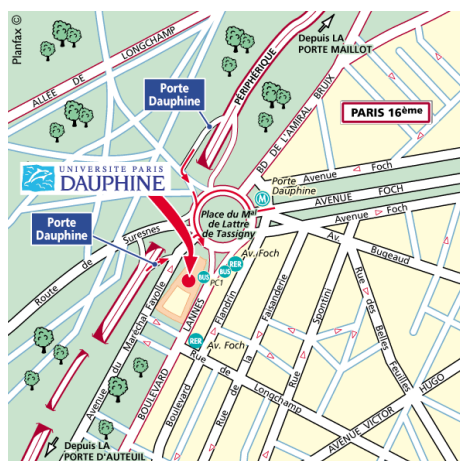 Planfax ©
ALLÉE DE LONGCHAMP
Depuis LA
PORTE MAILLOT
PÉRIPHÉRIQUE
Porte
Dauphine
BD DE L'AMIRAL BRUIX
PARIS 16ème
UNIVERSITE PARIS
DAUPHINE
M
Porte
Dauphine
Avenue Foch
AVENUE FOCH
Avenue Foch
Place du Mal
de Lattre
de Tassigny
Porte
Dauphine
Route de Suresnes
Av. Bugeaud
Av. Foch
RER
BUS
BUS
PC1
Avenue du Maréchal Fayolle
BOULEVARD LANNES
Boulevard Flandrin
Rue de la Faisanderie
Rue Spontini
Rue des Belles Feuilles
RER
Av. Foch
Rue de Longchamp
AVENUE VICTOR HUGO
Depuis LA
PORTE D'AUTEUIL